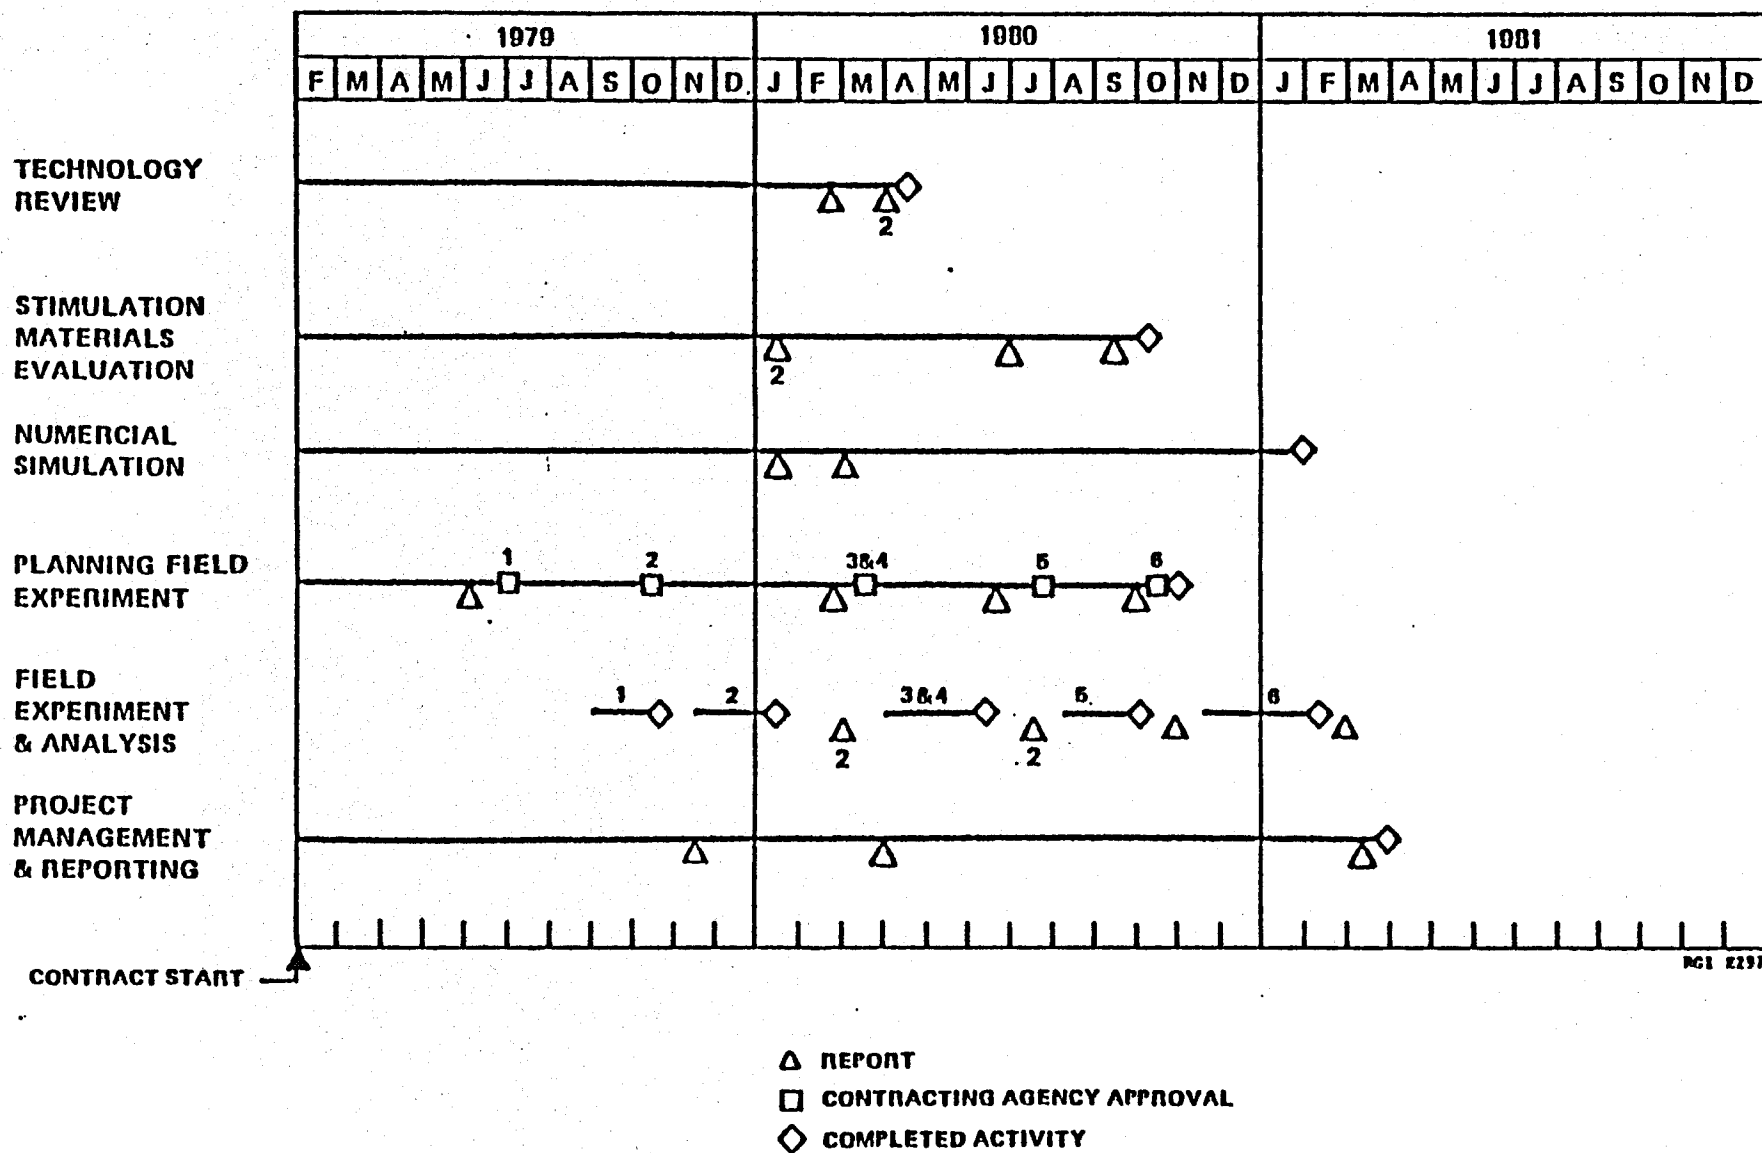 1979 1980 1981
F M A M J J A S O N D J F M A M J J A S O N D J F M A M J J A S O N D
TECHNOLOGY
REVIEW
2
STIMULATION
MATERIALS
EVALUATION
2
NUMERCIAL
SIMULATION
1 2 3&4 5 6
PLANNING FIELD
EXPERIMENT
FIELD
EXPERIMENT
& ANALYSIS
1 2 3&4 5 6
2 2
PROJECT
MANAGEMENT
& REPORTING
CONTRACT START
REPORT
CONTRACTING AGENCY APPROVAL
COMPLETED ACTIVITY